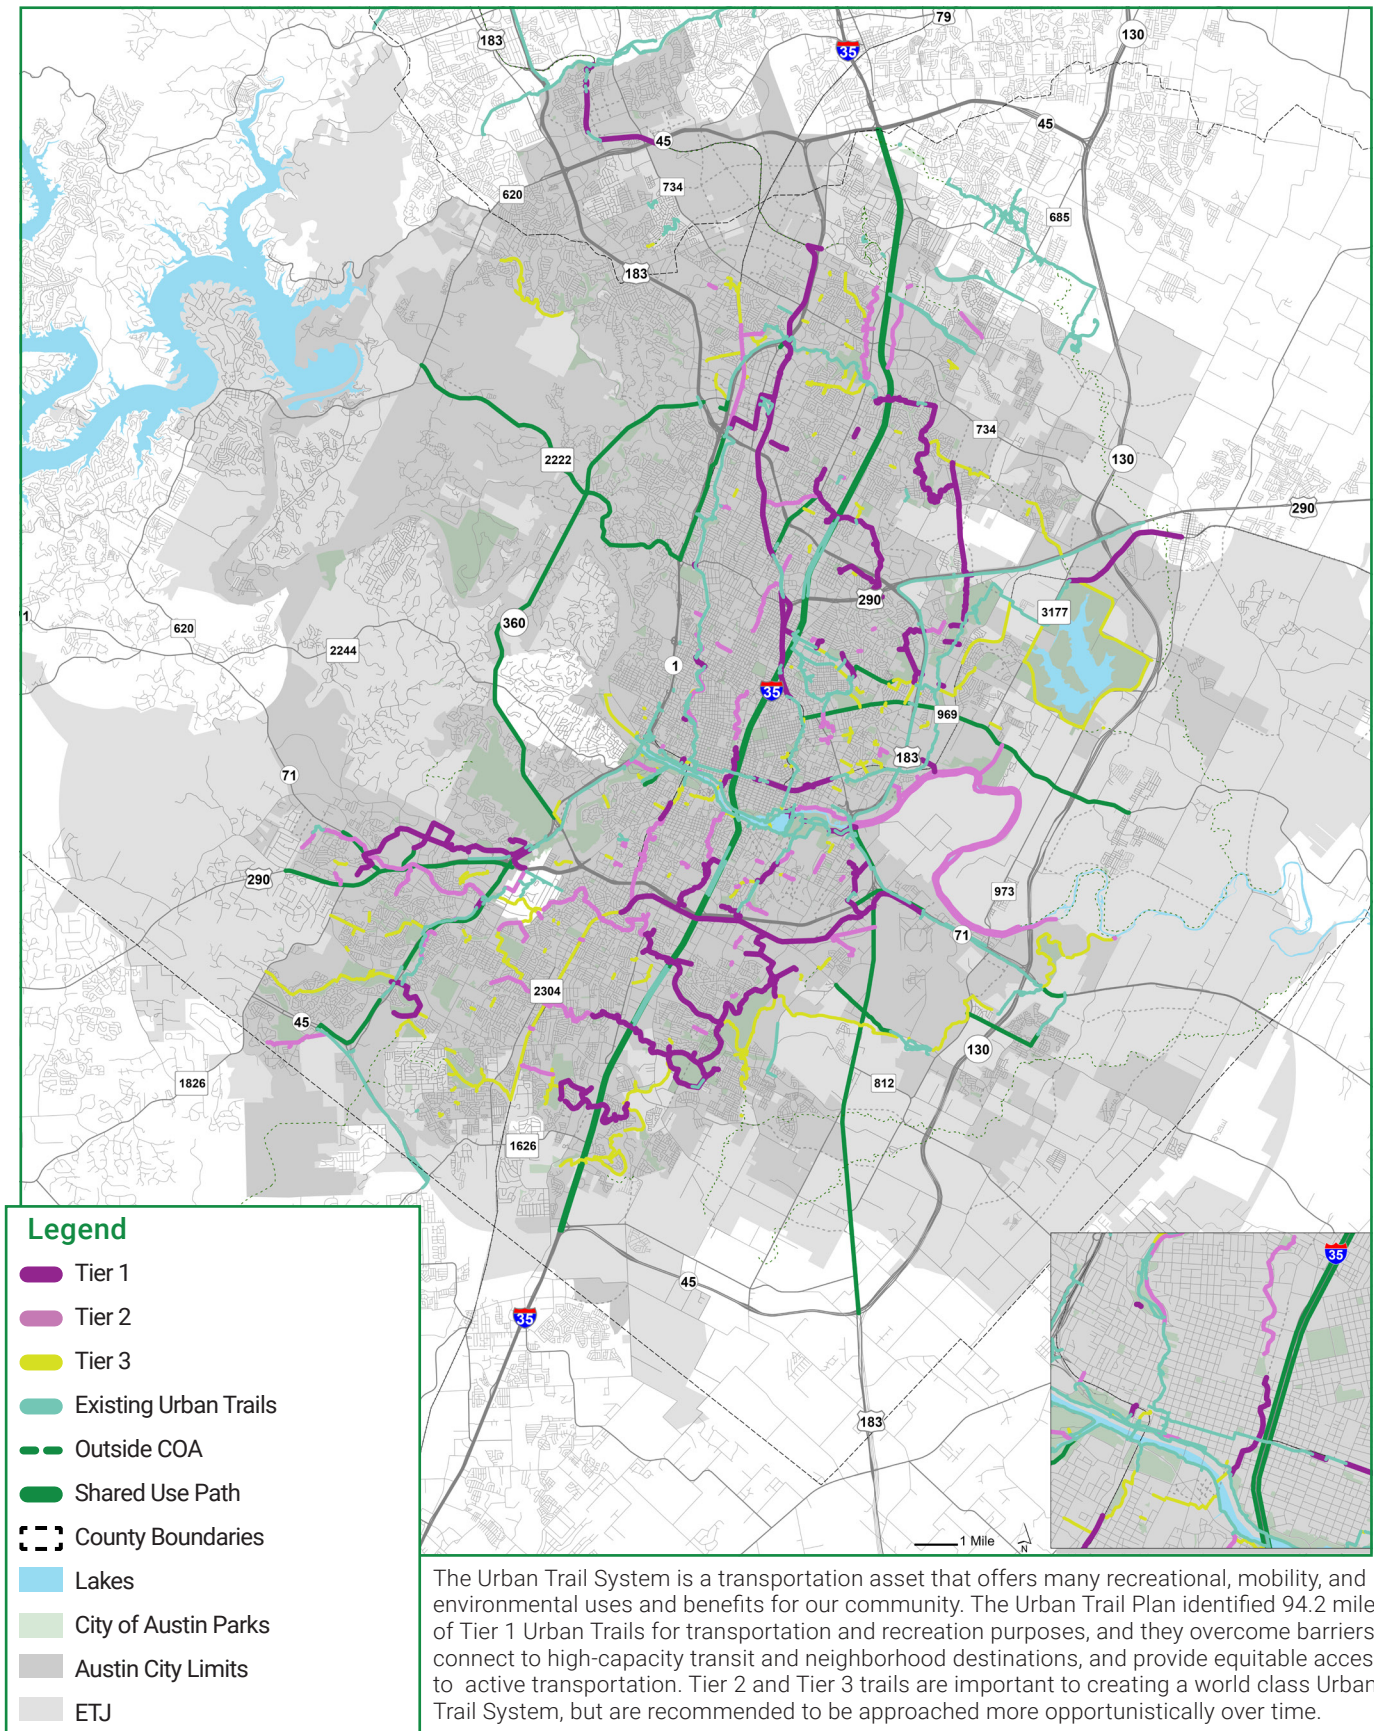 183
79
35
130
45
45
734
620
685
183
734
2222
130
290
290
3177
360
620
2244
1
1
35
969
183
71
290
973
71
2304
45
130
812
1826
1626
45
35
183
35
1 Mile
N
Legend
Tier 1
Tier 2
Tier 3
Existing Urban Trails
Outside COA
Shared Use Path
County Boundaries
Lakes
City of Austin Parks
Austin City Limits
ETJ
The Urban Trail System is a transportation asset that offers many recreational, mobility, and
environmental uses and benefits for our community. The Urban Trail Plan identified 94.2 mile
of Tier 1 Urban Trails for transportation and recreation purposes, and they overcome barriers
connect to high-capacity transit and neighborhood destinations, and provide equitable acces
to active transportation. Tier 2 and Tier 3 trails are important to creating a world class Urban
Trail System, but are recommended to be approached more opportunistically over time.